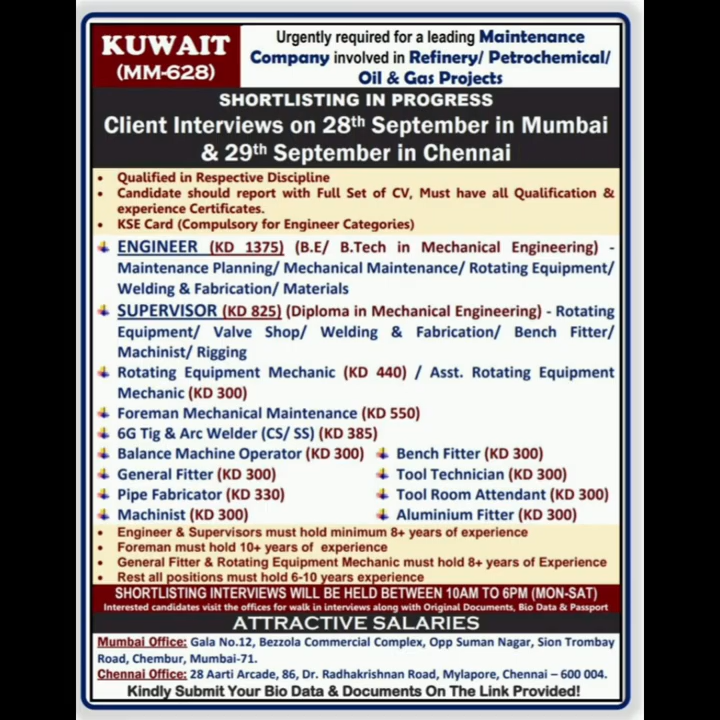 KUWAIT
(MM-628)
Urgently required for a leading Maintenance
Company involved in Refinery/ Petrochemical/
Oil & Gas Projects
SHORTLISTING IN PROGRESS
Client Interviews on 28th September in Mumbai
& 29th September in Chennai
• Qualified in Respective Discipline
• Candidate should report with Full Set of CV, Must have all Qualification &
experience Certificates.
• KSE Card (Compulsory for Engineer Categories)
ENGINEER (KD 1375) (B.E/ B.Tech in Mechanical Engineering) -
Maintenance Planning/ Mechanical Maintenance/ Rotating Equipment/
Welding & Fabrication/ Materials
SUPERVISOR (KD 825) (Diploma in Mechanical Engineering) - Rotating
Equipment/ Valve Shop/ Welding & Fabrication/ Bench Fitter/
Machinist/ Rigging
Rotating Equipment Mechanic (KD 440) / Asst. Rotating Equipment
Mechanic (KD 300)
Foreman Mechanical Maintenance (KD 550)
6G Tig & Arc Welder (CS/ SS) (KD 385)
Balance Machine Operator (KD 300) Bench Fitter (KD 300)
General Fitter (KD 300) Tool Technician (KD 300)
Pipe Fabricator (KD 330) Tool Room Attendant (KD 300)
Machinist (KD 300) Aluminium Fitter (KD 300)
• Engineer & Supervisors must hold minimum 8+ years of experience
• Foreman must hold 10+ years of experience
• General Fitter & Rotating Equipment Mechanic must hold 8+ years of Experience
• Rest all positions must hold 6-10 years experience
SHORTLISTING INTERVIEWS WILL BE HELD BETWEEN 10AM TO 6PM (MON-SAT)
Interested candidates visit the offices for walk in interviews along with Original Documents, Bio Data & Passport
ATTRACTIVE SALARIES
Mumbai Office: Gala No.12, Bezzola Commercial Complex, Opp Suman Nagar, Sion Trombay
Road, Chembur, Mumbai-71.
Chennai Office: 28 Aarti Arcade, 86, Dr. Radhakrishnan Road, Mylapore, Chennai – 600 004.
Kindly Submit Your Bio Data & Documents On The Link Provided!